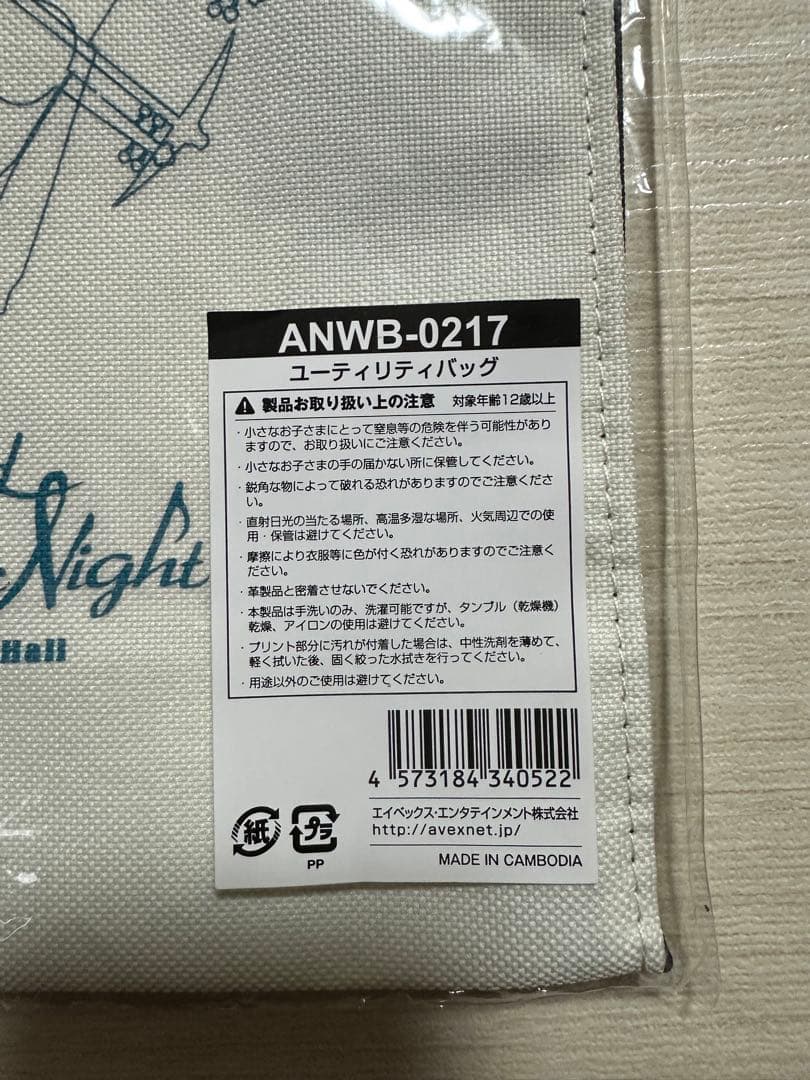 ANWB-0217
ユーティリティバッグ
製品お取り扱い上の注意 対象年齢12歳以上
・小さなお子さまにとって窒息等の危険を伴う可能性があり
ますので、お取り扱いにご注意ください。
・小さなお子さまの手の届かない所に保管してください。
・鋭角な物によって破れる恐れがありますのでご注意くださ
い。
・直射日光の当たる場所、高温多湿な場所、火気周辺での使
用・保管は避けてください。
・摩擦により衣服等に色が付く恐れがありますのでご注意く
ださい。
・革製品と密着させないでください。
・本製品は手洗いのみ、洗濯可能ですが、タンブル（乾燥機）
乾燥、アイロンの使用は避けてください。
・プリント部分に汚れが付着した場合は、中性洗剤を薄めて、
軽く拭いた後、固く絞った水拭きを行ってください。
・用途以外のご使用は避けてください。
Night
Hall
4 573184 340522
紙
プラ
PP
エイベックス・エンタテインメント株式会社
http://avexnet.jp/
MADE IN CAMBODIA